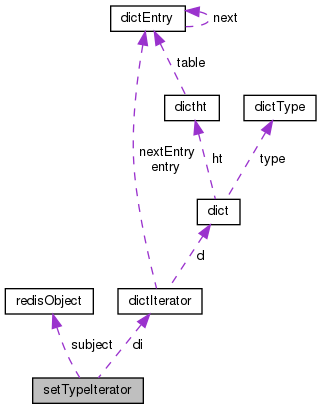 dictEntry
next
table
dictht
dictType
nextEntry
entry
ht
type
dict
d
redisObject
dictIterator
subject
di
setTypeIterator